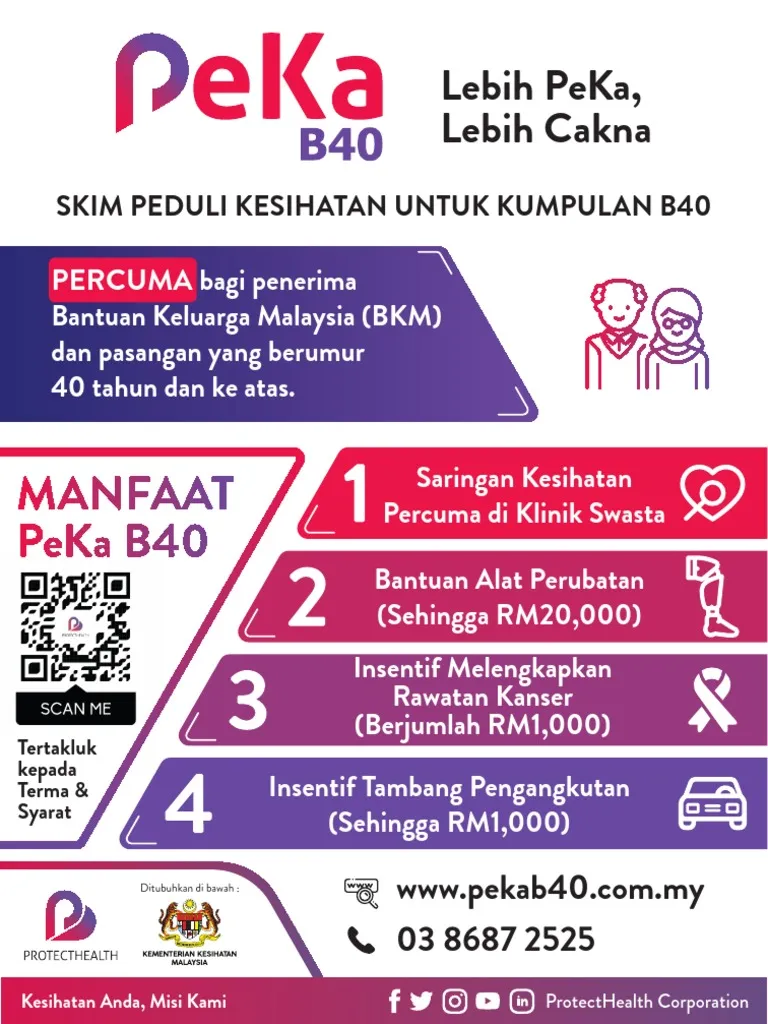 PeKa
B40
Lebih PeKa,
Lebih Cakna
SKIM PEDULI KESIHATAN UNTUK KUMPULAN B40
PERCUMA bagi penerima
Bantuan Keluarga Malaysia (BKM)
dan pasangan yang berumur
40 tahun dan ke atas.
MANFAAT
PeKa B40
PROTECTHEALTH
SCAN ME
Tertakluk
kepada
Terma &
Syarat
1
Saringan Kesihatan
Percuma di Klinik Swasta
2
Bantuan Alat Perubatan
(Sehingga RM20,000)
3
Insentif Melengkapkan
Rawatan Kanser
(Berjumlah RM1,000)
4
Insentif Tambang Pengangkutan
(Sehingga RM1,000)
PROTECTHEALTH
Ditubuhkan di bawah :
KEMENTERIAN KESIHATAN
MALAYSIA
www
www.pekab40.com.my
03 8687 2525
Kesihatan Anda, Misi Kami
ProtectHealth Corporation